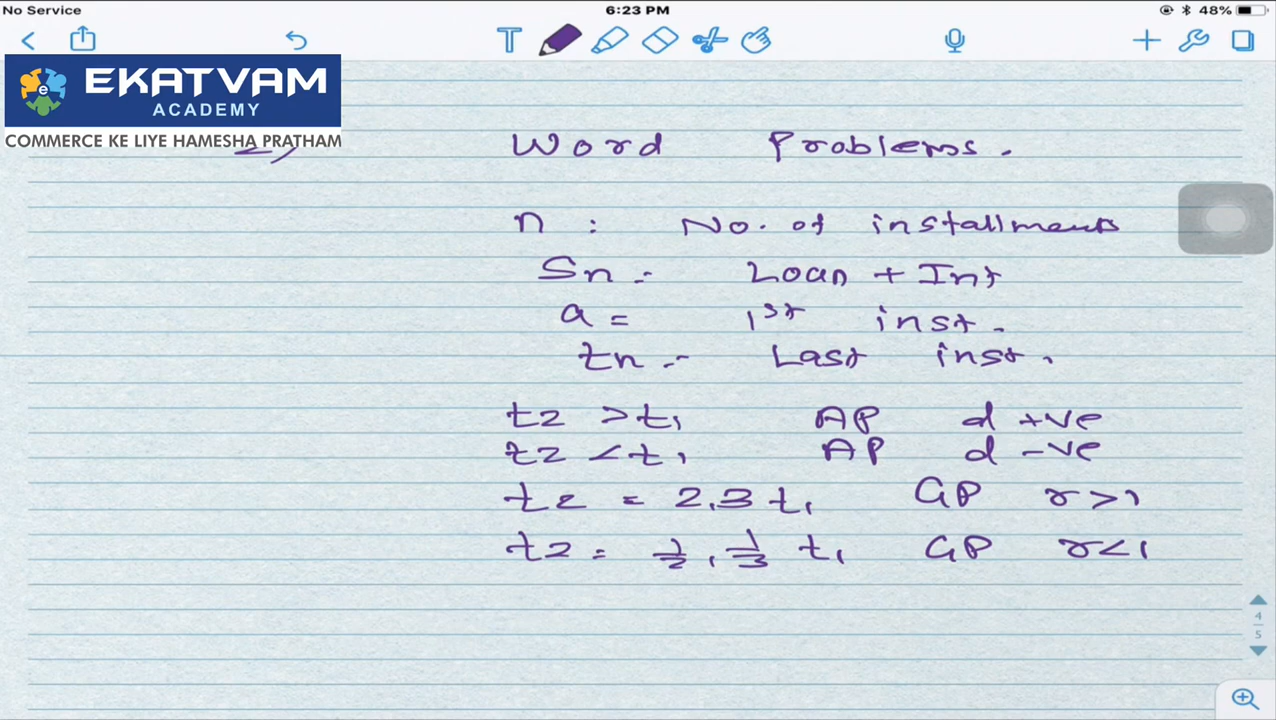 No Service 6:23 PM 48%
T
EKATVAM
ACADEMY
COMMERCE KE LIYE HAMESHA PRATHAM
Word Problems.
n : No. of installments
Sn = Loan + Int
a = 1st inst.
tn = Last inst.
t2 > t1 AP d +ve
t2 < t1 AP d -ve
t2 = 2,3 t1 GP r>1
t2 = 1/2, 1/3 t1 GP r<1
4
5